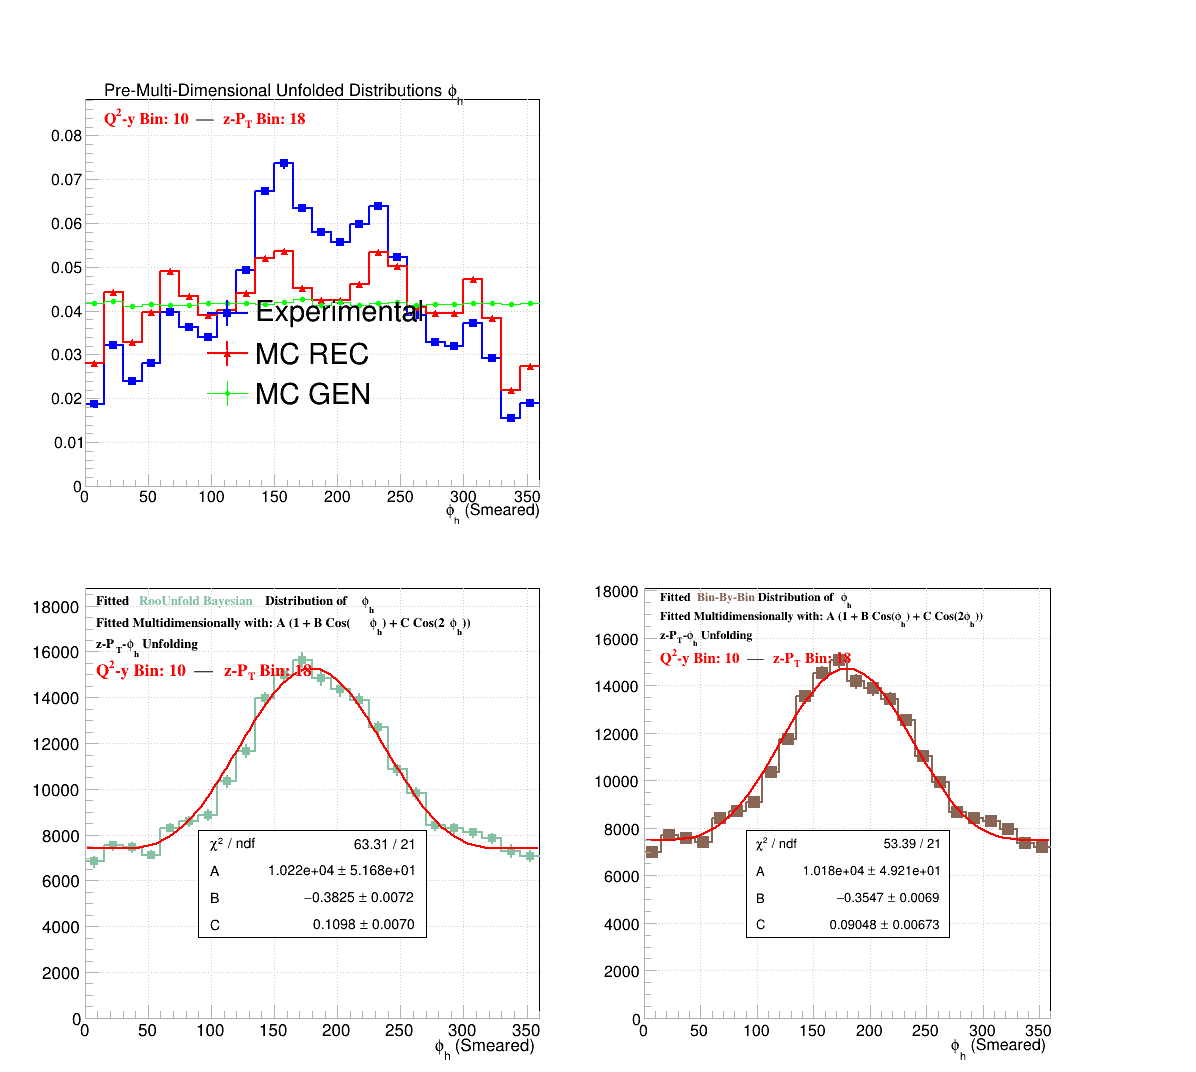 Pre-Multi-Dimensional Unfolded Distributions ϕh
Q2-y Bin: 10 — z-PT Bin: 18
0.08
0.07
0.06
0.05
0.04
0.03
0.02
0.01
0
Experimental
MC REC
MC GEN
0 50 100 150 200 250 300 350
ϕh (Smeared)
Fitted RooUnfold Bayesian Distribution of ϕh
Fitted Multidimensionally with: A (1 + B Cos(ϕh) + C Cos(2 ϕh))
z-PT-ϕh Unfolding
Q2-y Bin: 10 — z-PT Bin: 18
18000
16000
14000
12000
10000
8000
6000
4000
2000
0
χ2 / ndf 63.31 / 21
A 1.022e+04 ± 5.168e+01
B −0.3825 ± 0.0072
C 0.1098 ± 0.0070
0 50 100 150 200 250 300 350
ϕh (Smeared)
Fitted Bin-By-Bin Distribution of ϕh
Fitted Multidimensionally with: A (1 + B Cos(ϕh) + C Cos(2ϕh))
z-PT-ϕh Unfolding
Q2-y Bin: 10 — z-PT Bin: 18
18000
16000
14000
12000
10000
8000
6000
4000
2000
0
χ2 / ndf 53.39 / 21
A 1.018e+04 ± 4.921e+01
B −0.3547 ± 0.0069
C 0.09048 ± 0.00673
0 50 100 150 200 250 300 350
ϕh (Smeared)